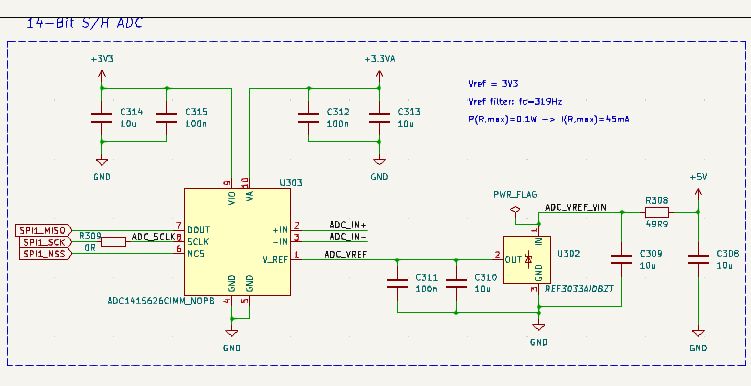 14-Bit S/H ADC
+3V3
+3.3VA
Vref = 3V3
Vref filter: fc=319Hz
P(R,max)=0.1W -> I(R,max)=45mA
C314
10u
C315
100n
C312
100n
C313
10u
GND
GND
U303
9
10
VIO
VA
PWR_FLAG
+5V
ADC_VREF_VIN
R308
49R9
SPI1_MISO
7
DOUT
+IN
2
ADC_IN+
SPI1_SCK
R309
0R
ADC_SCLK
8
SCLK
-IN
3
ADC_IN-
SPI1_NSS
6
NCS
V_REF
1
ADC_VREF
GND
GND
4
5
ADC141S626CIMM_NOPB
GND
C311
100n
C310
10u
2
OUT
1
IN
GND
3
U302
REF3033AIDBZT
GND
C309
10u
C308
10u
GND